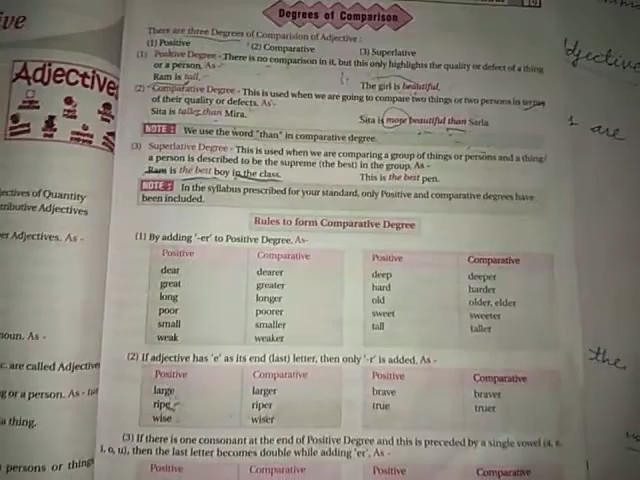 ive
Adjective
jectives of Quantity
tributive Adjectives
er Adjectives. As -
noun. As -
c. are called Adjective
g or a person. As -
a thing.
persons or things
Degrees of Comparison
There are three Degrees of Comparision of Adjective :
(1) Positive (2) Comparative (3) Superlative
(1) Positive Degree - There is no comparison in it, but this only highlights the quality or defect of a thing
or a person. As -
Ram is tall. The girl is beautiful.
(2) Comparative Degree - This is used when we are going to compare two things or two persons in terms
of their quality or defects. As -
Sita is taller than Mira. Sita is more beautiful than Sarla.
NOTE : We use the word "than" in comparative degree.
(3) Superlative Degree - This is used when we are comparing a group of things or persons and a thing/
a person is described to be the supreme (the best) in the group. As -
Ram is the best boy in the class. This is the best pen.
NOTE : In the syllabus prescribed for your standard, only Positive and Comparative degrees have
been included.
Rules to form Comparative Degree
(1) By adding '-er' to Positive Degree. As-
Positive Comparative Positive Comparative
dear dearer deep deeper
great greater hard harder
long longer old older, elder
poor poorer sweet sweeter
small smaller tall taller
weak weaker
(2) If adjective has 'e' as its end (last) letter, then only '-r' is added. As -
Positive Comparative Positive Comparative
large larger brave braver
ripe riper true truer
wise wiser
(3) If there is one consonant at the end of Positive Degree and this is preceded by a single vowel (a, e,
i, o, u), then the last letter becomes double while adding 'er'. As -
Positive Comparative Positive Comparative
djective
are
the